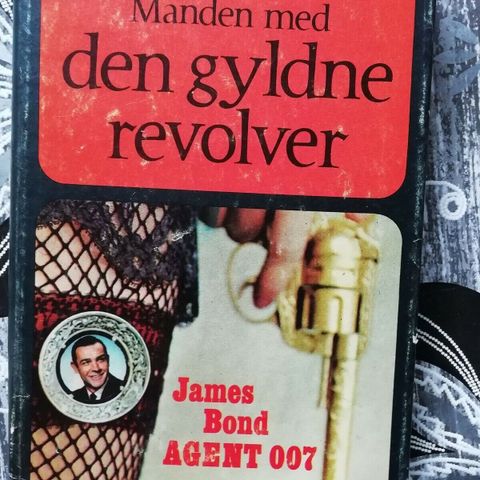 Manden med
den gyldne
revolver
James
Bond
AGENT 007